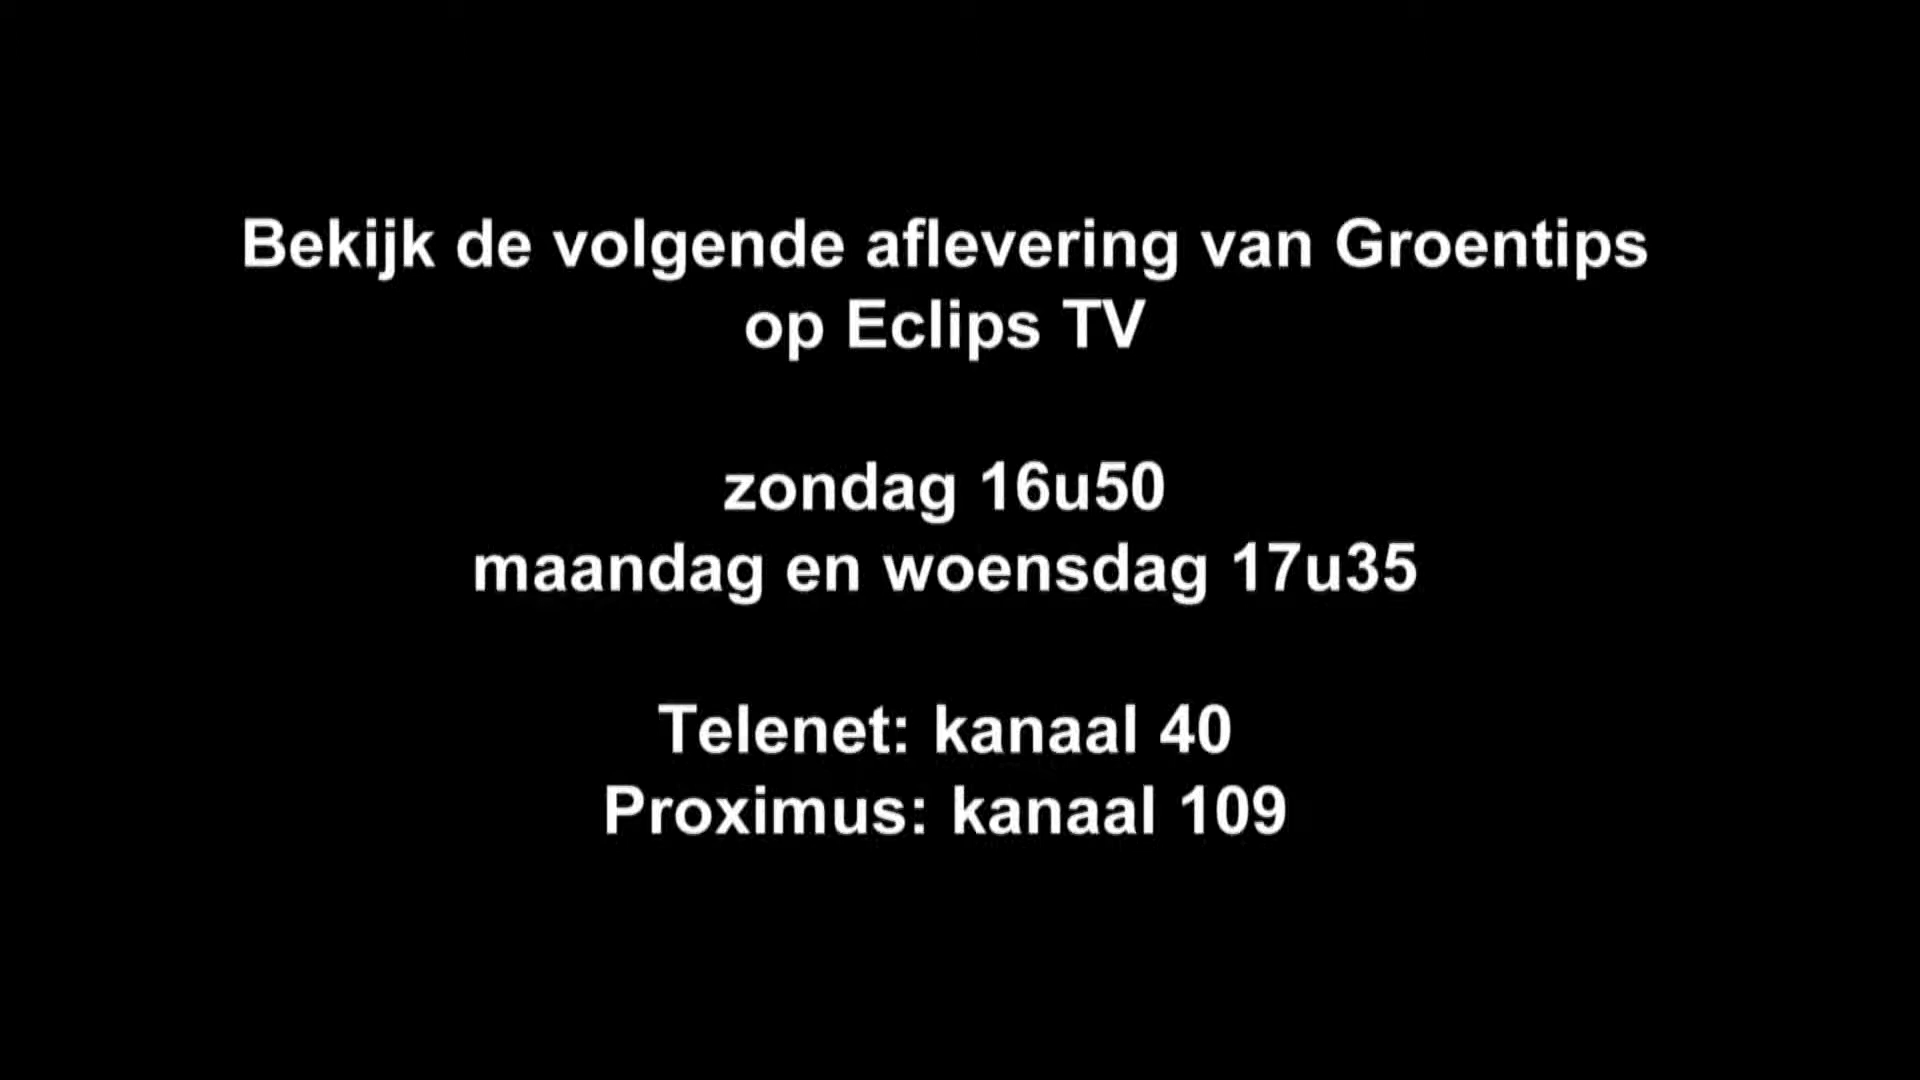 Bekijk de volgende aflevering van Groentips
op Eclips TV
zondag 16u50
maandag en woensdag 17u35
Telenet: kanaal 40
Proximus: kanaal 109